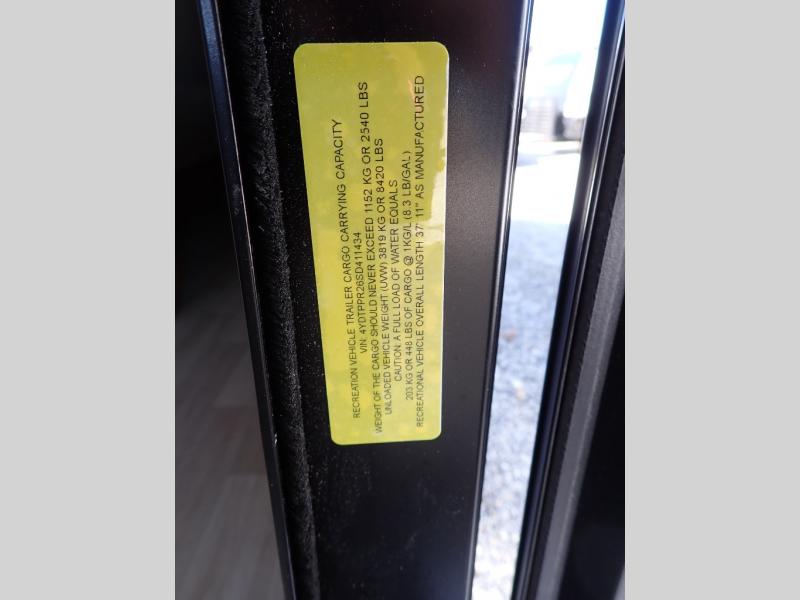 RECREATION VEHICLE TRAILER CARGO CARRYING CAPACITY
VIN: 4YDTPPR26SD411434
WEIGHT OF THE CARGO SHOULD NEVER EXCEED 1152 KG OR 2540 LBS
UNLOADED VEHICLE WEIGHT (UVW) 3819 KG OR 8420 LBS
CAUTION: A FULL LOAD OF WATER EQUALS
203 KG OR 448 LBS OF CARGO @ 1KG/L (8.3 LB/GAL)
RECREATIONAL VEHICLE OVERALL LENGTH 37' 11" AS MANUFACTURED